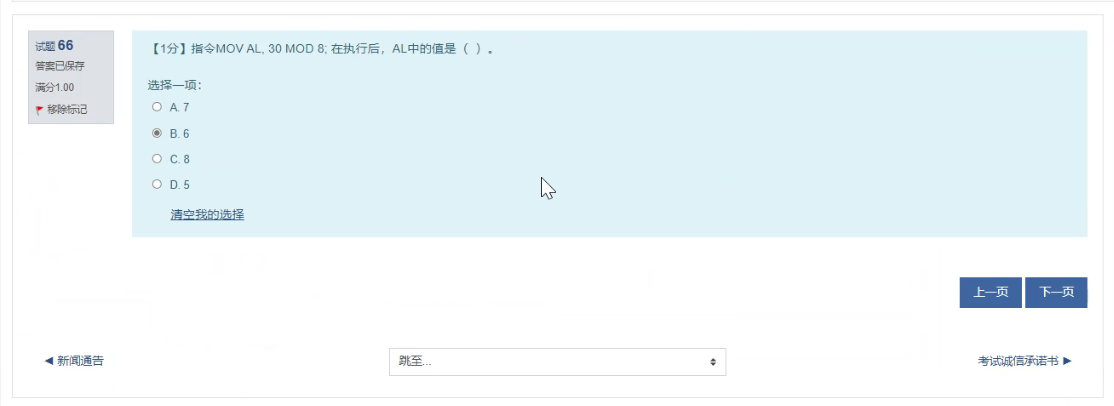 试题 66
答案已保存
满分1.00
移除标记
【1分】指令MOV AL, 30 MOD 8; 在执行后，AL中的值是（ ）。
选择一项：
A. 7
B. 6
C. 8
D. 5
清空我的选择
上一页 下一页
◀ 新闻通告
跳至...
考试诚信承诺书 ▶